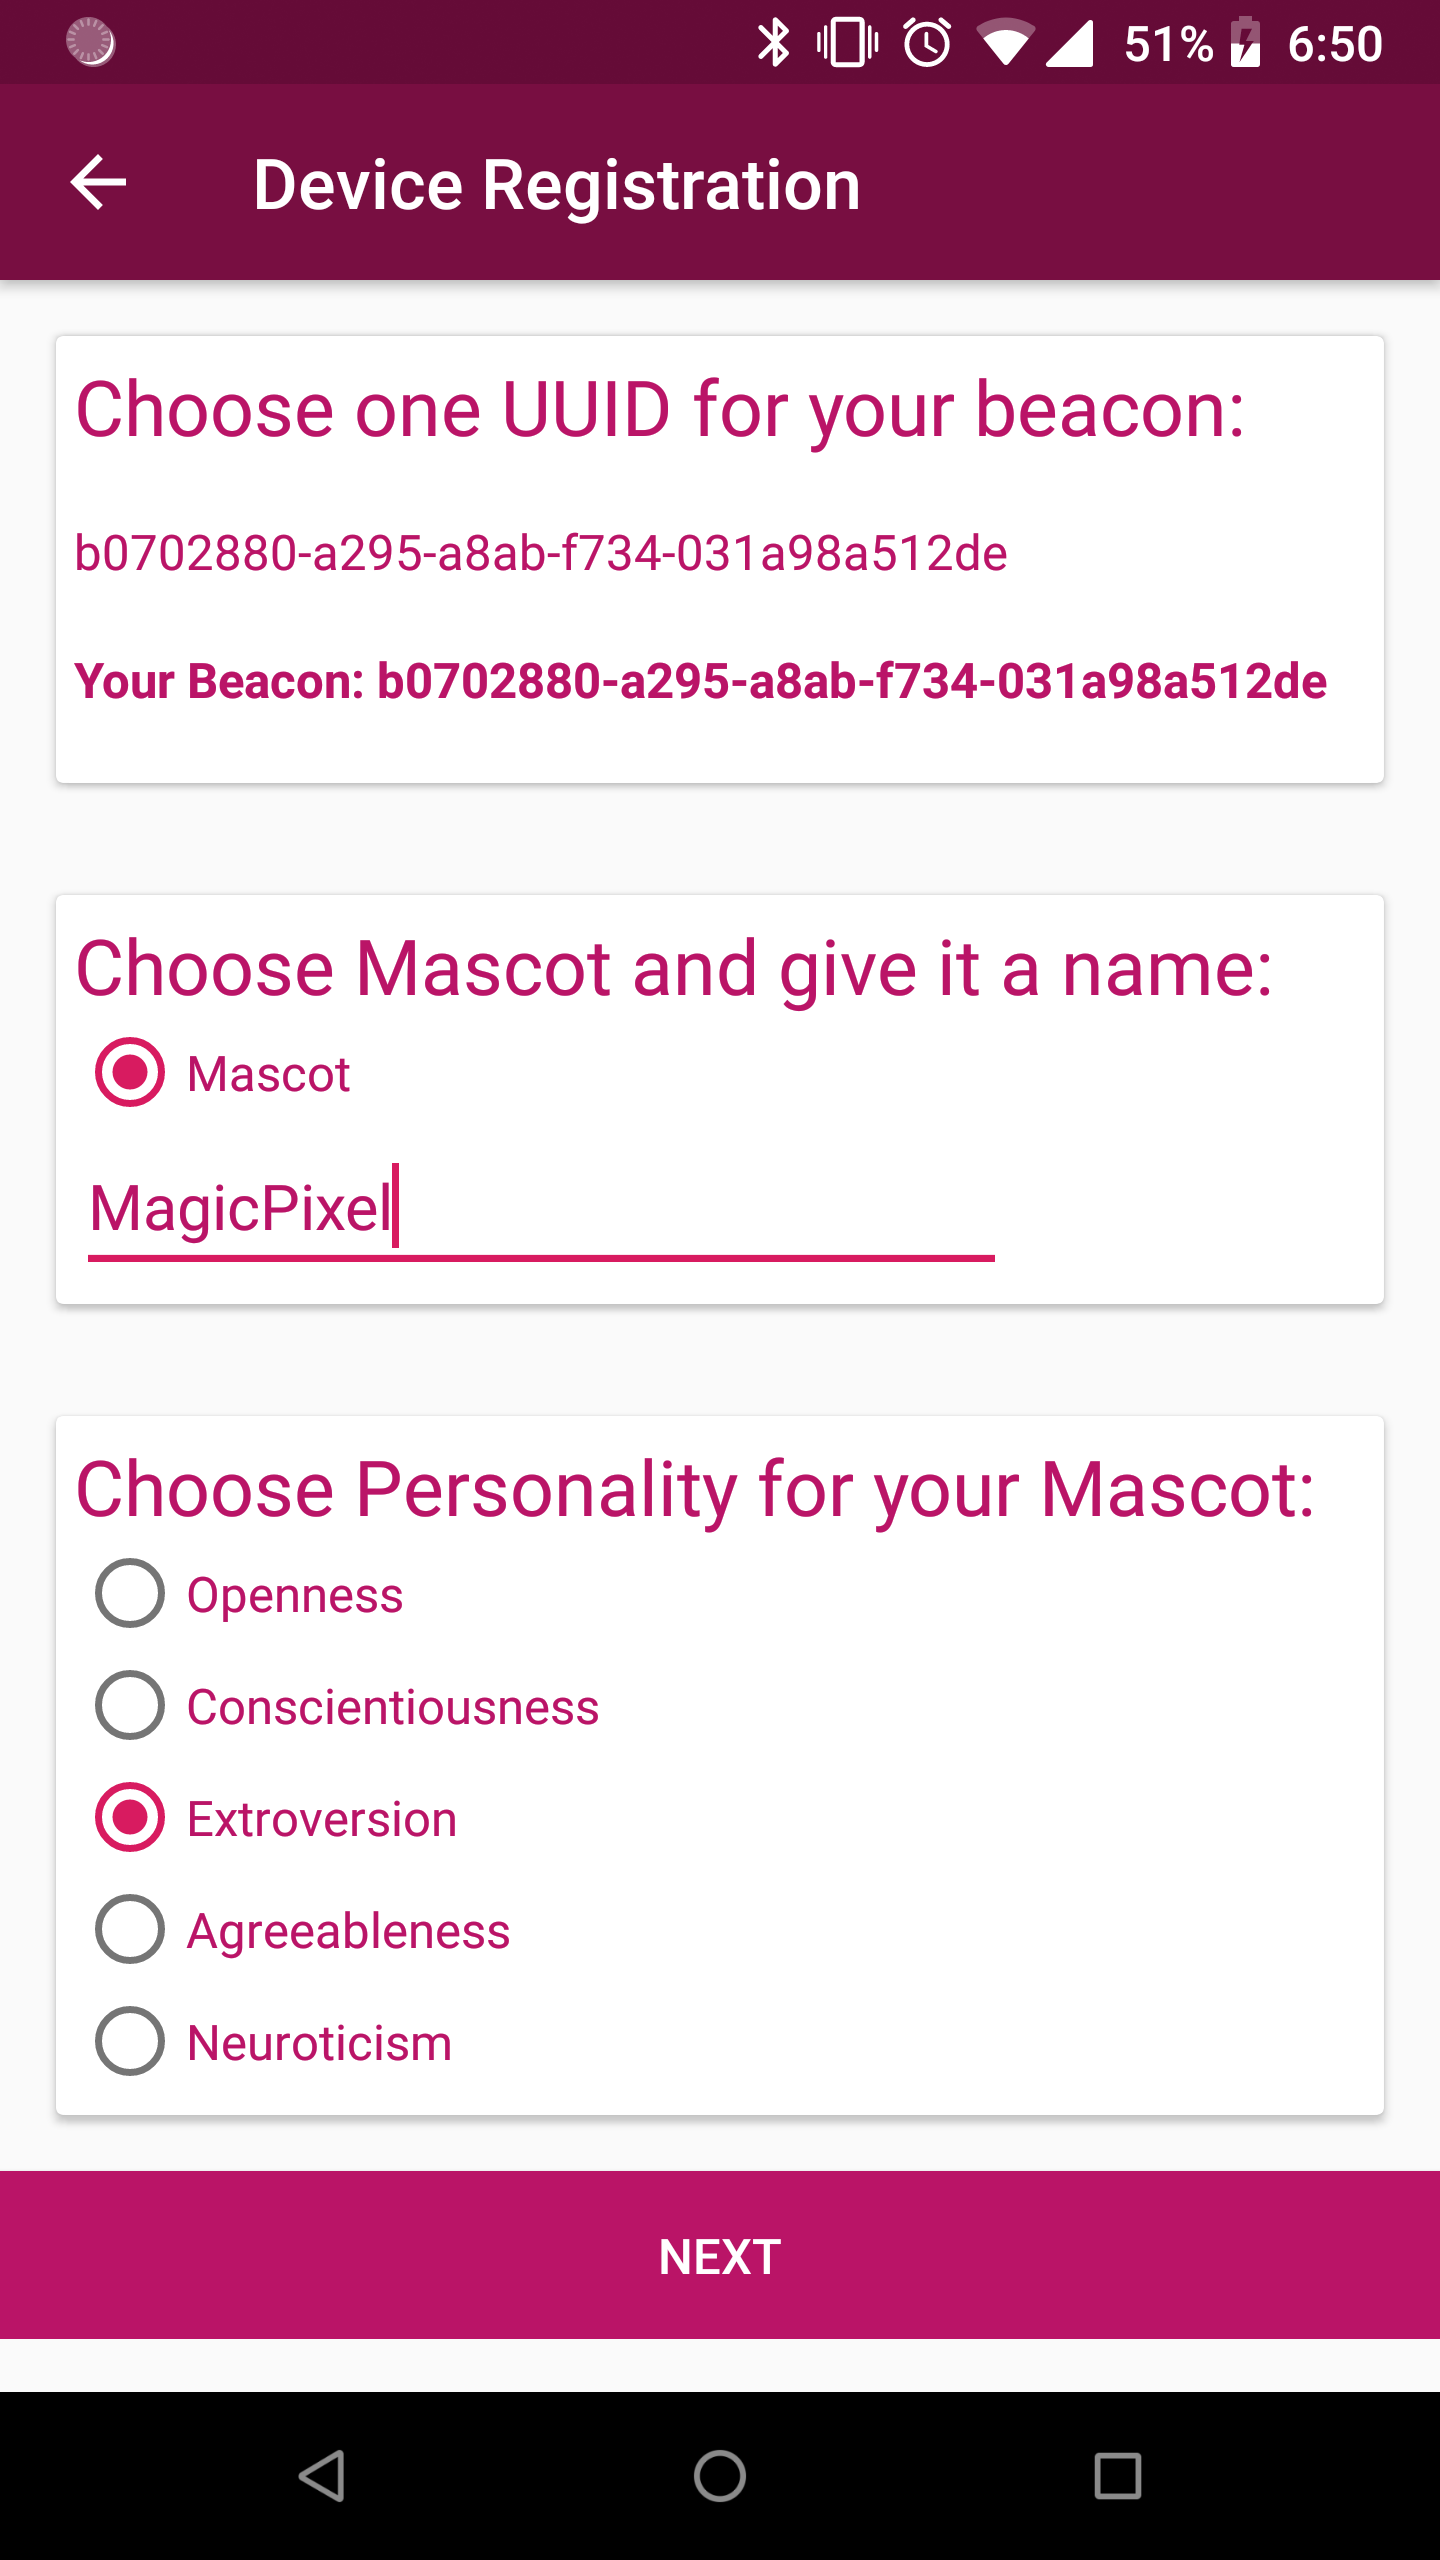 51% 6:50
Device Registration
Choose one UUID for your beacon:
b0702880-a295-a8ab-f734-031a98a512de
Your Beacon: b0702880-a295-a8ab-f734-031a98a512de
Choose Mascot and give it a name:
Mascot
MagicPixel
Choose Personality for your Mascot:
Openness
Conscientiousness
Extroversion
Agreeableness
Neuroticism
NEXT